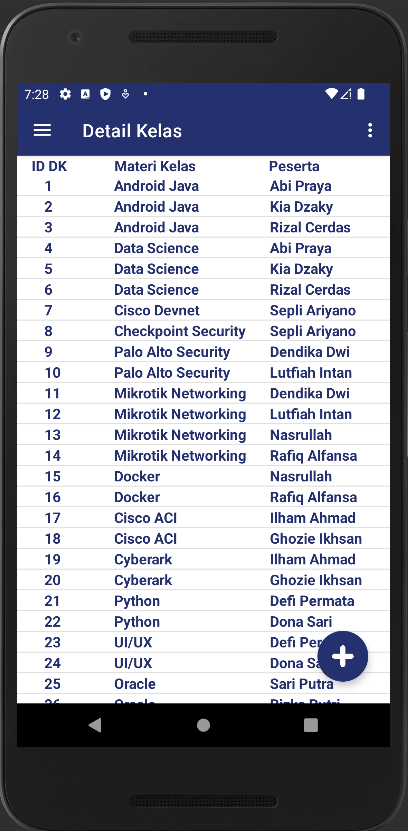 7:28
Detail Kelas
ID DK Materi Kelas Peserta
1 Android Java Abi Praya
2 Android Java Kia Dzaky
3 Android Java Rizal Cerdas
4 Data Science Abi Praya
5 Data Science Kia Dzaky
6 Data Science Rizal Cerdas
7 Cisco Devnet Sepli Ariyano
8 Checkpoint Security Sepli Ariyano
9 Palo Alto Security Dendika Dwi
10 Palo Alto Security Lutfiah Intan
11 Mikrotik Networking Dendika Dwi
12 Mikrotik Networking Lutfiah Intan
13 Mikrotik Networking Nasrullah
14 Mikrotik Networking Rafiq Alfansa
15 Docker Nasrullah
16 Docker Rafiq Alfansa
17 Cisco ACI Ilham Ahmad
18 Cisco ACI Ghozie Ikhsan
19 Cyberark Ilham Ahmad
20 Cyberark Ghozie Ikhsan
21 Python Defi Permata
22 Python Dona Sari
23 UI/UX Defi
24 UI/UX Dona
25 Oracle Sari Putra